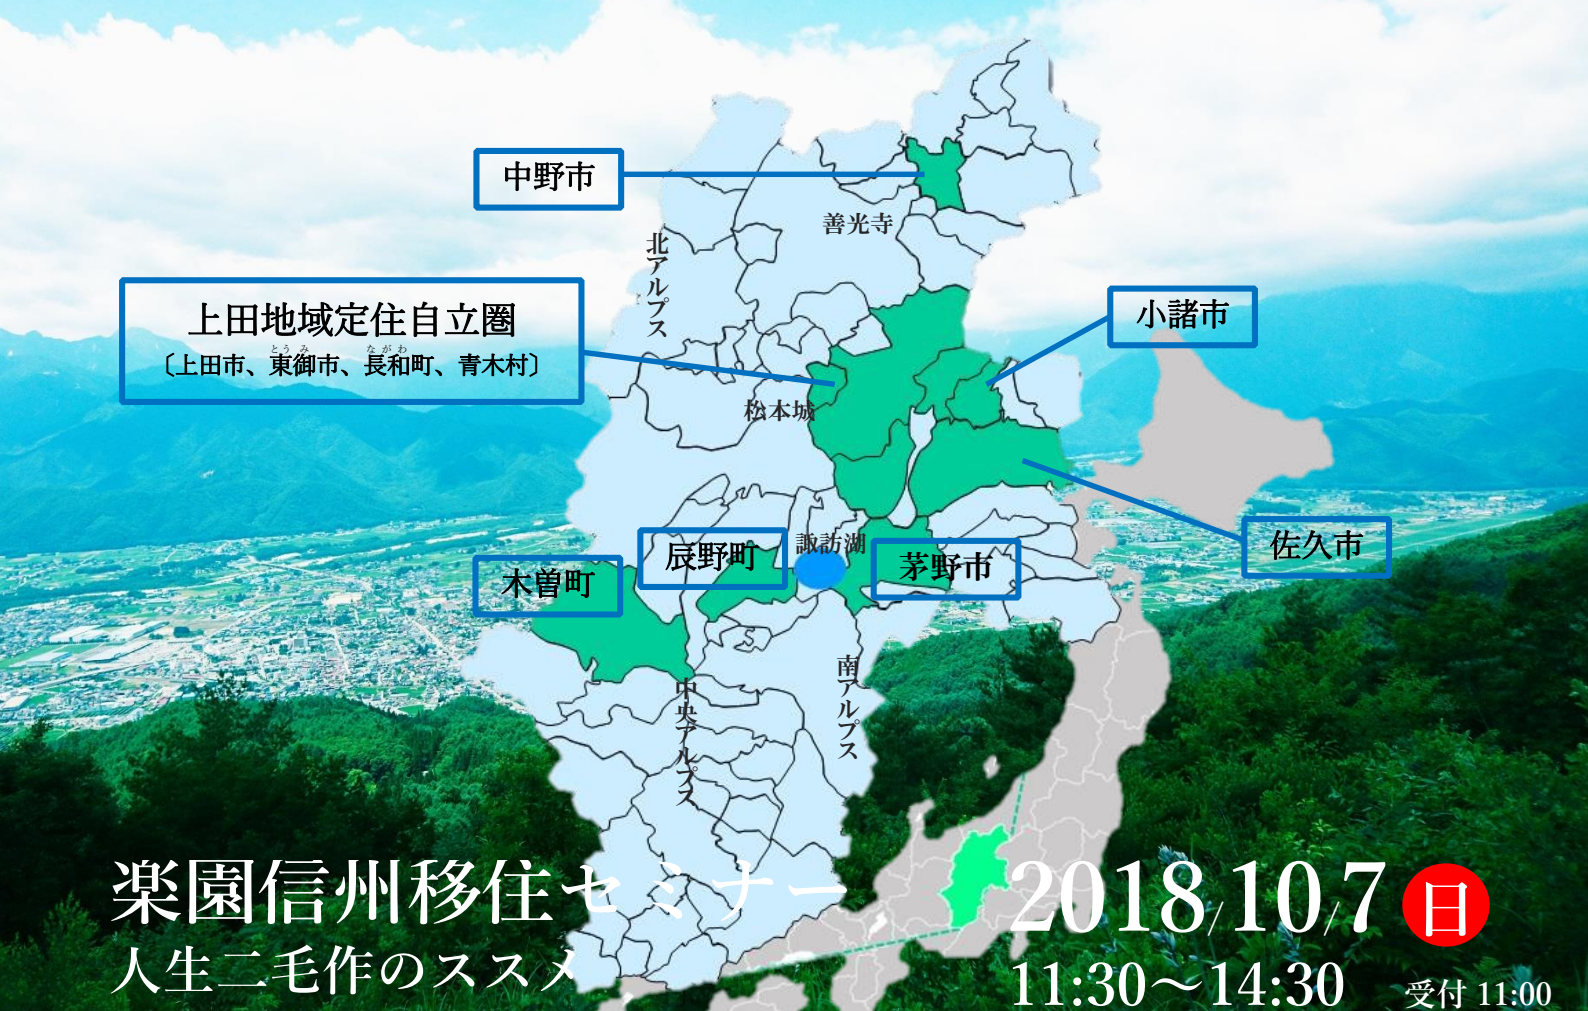 中野市
善光寺
北アルプス
上田地域定住自立圏
とうみ ながわ
〔上田市、東御市、長和町、青木村〕
小諸市
松本城
佐久市
諏訪湖
辰野町
茅野市
木曽町
南アルプス
中央アルプス
楽園信州移住セミナー
人生二毛作のススメ
2018/10/7 日
11:30～14:30 受付 11:00